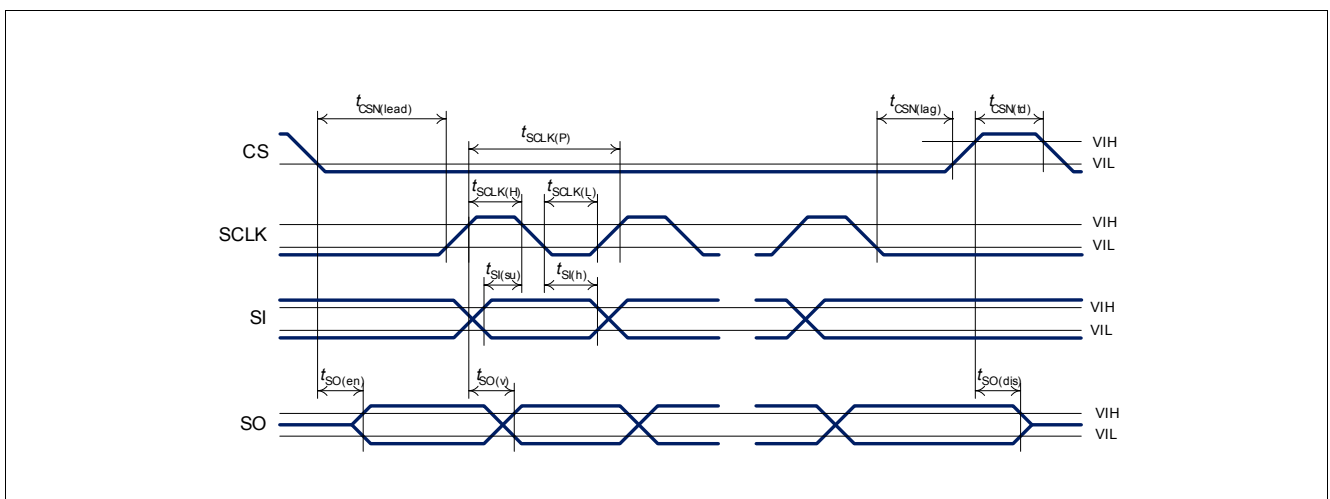 tCSN(lead) tCSN(lag) tCSN(td)
CS VIH
VIL
tSCLK(P)
tSCLK(H) tSCLK(L)
SCLK VIH
VIL
tSI(su) tSI(h)
SI VIH
VIL
tSO(en) tSO(v) tSO(dis)
SO VIH
VIL